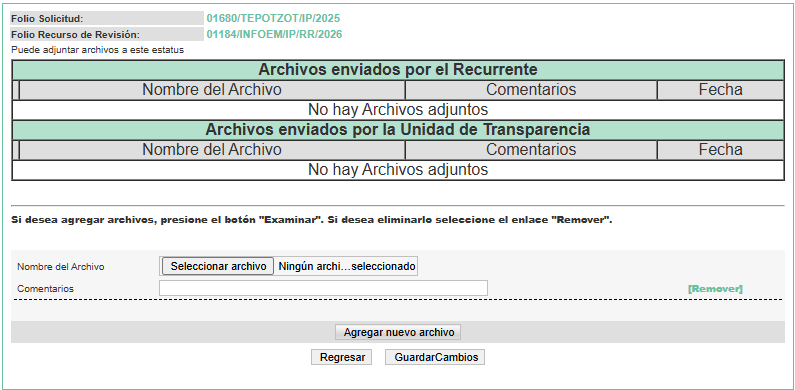 Folio Solicitud: 01680/TEPOTZOT/IP/2025
Folio Recurso de Revisión: 01184/INFOEM/IP/RR/2026
Puede adjuntar archivos a este estatus
Archivos enviados por el Recurrente
Nombre del Archivo Comentarios Fecha
No hay Archivos adjuntos
Archivos enviados por la Unidad de Transparencia
Nombre del Archivo Comentarios Fecha
No hay Archivos adjuntos
Si desea agregar archivos, presione el botón "Examinar". Si desea eliminarlo seleccione el enlace "Remover".
Nombre del Archivo Seleccionar archivo Ningún archi...seleccionado
Comentarios [Remover]
Agregar nuevo archivo
Regresar GuardarCambios